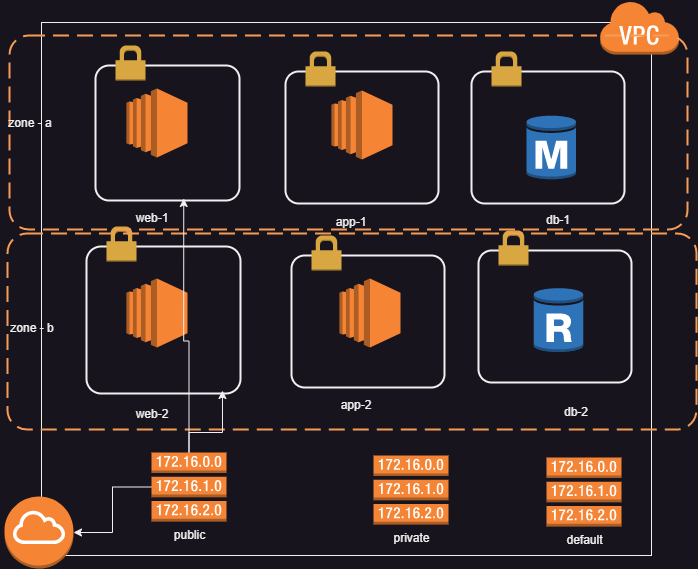 VPC
zone - a
web-1
app-1
M
db-1
zone - b
web-2
app-2
R
db-2
172.16.0.0
172.16.1.0
172.16.2.0
public
172.16.0.0
172.16.1.0
172.16.2.0
private
172.16.0.0
172.16.1.0
172.16.2.0
default